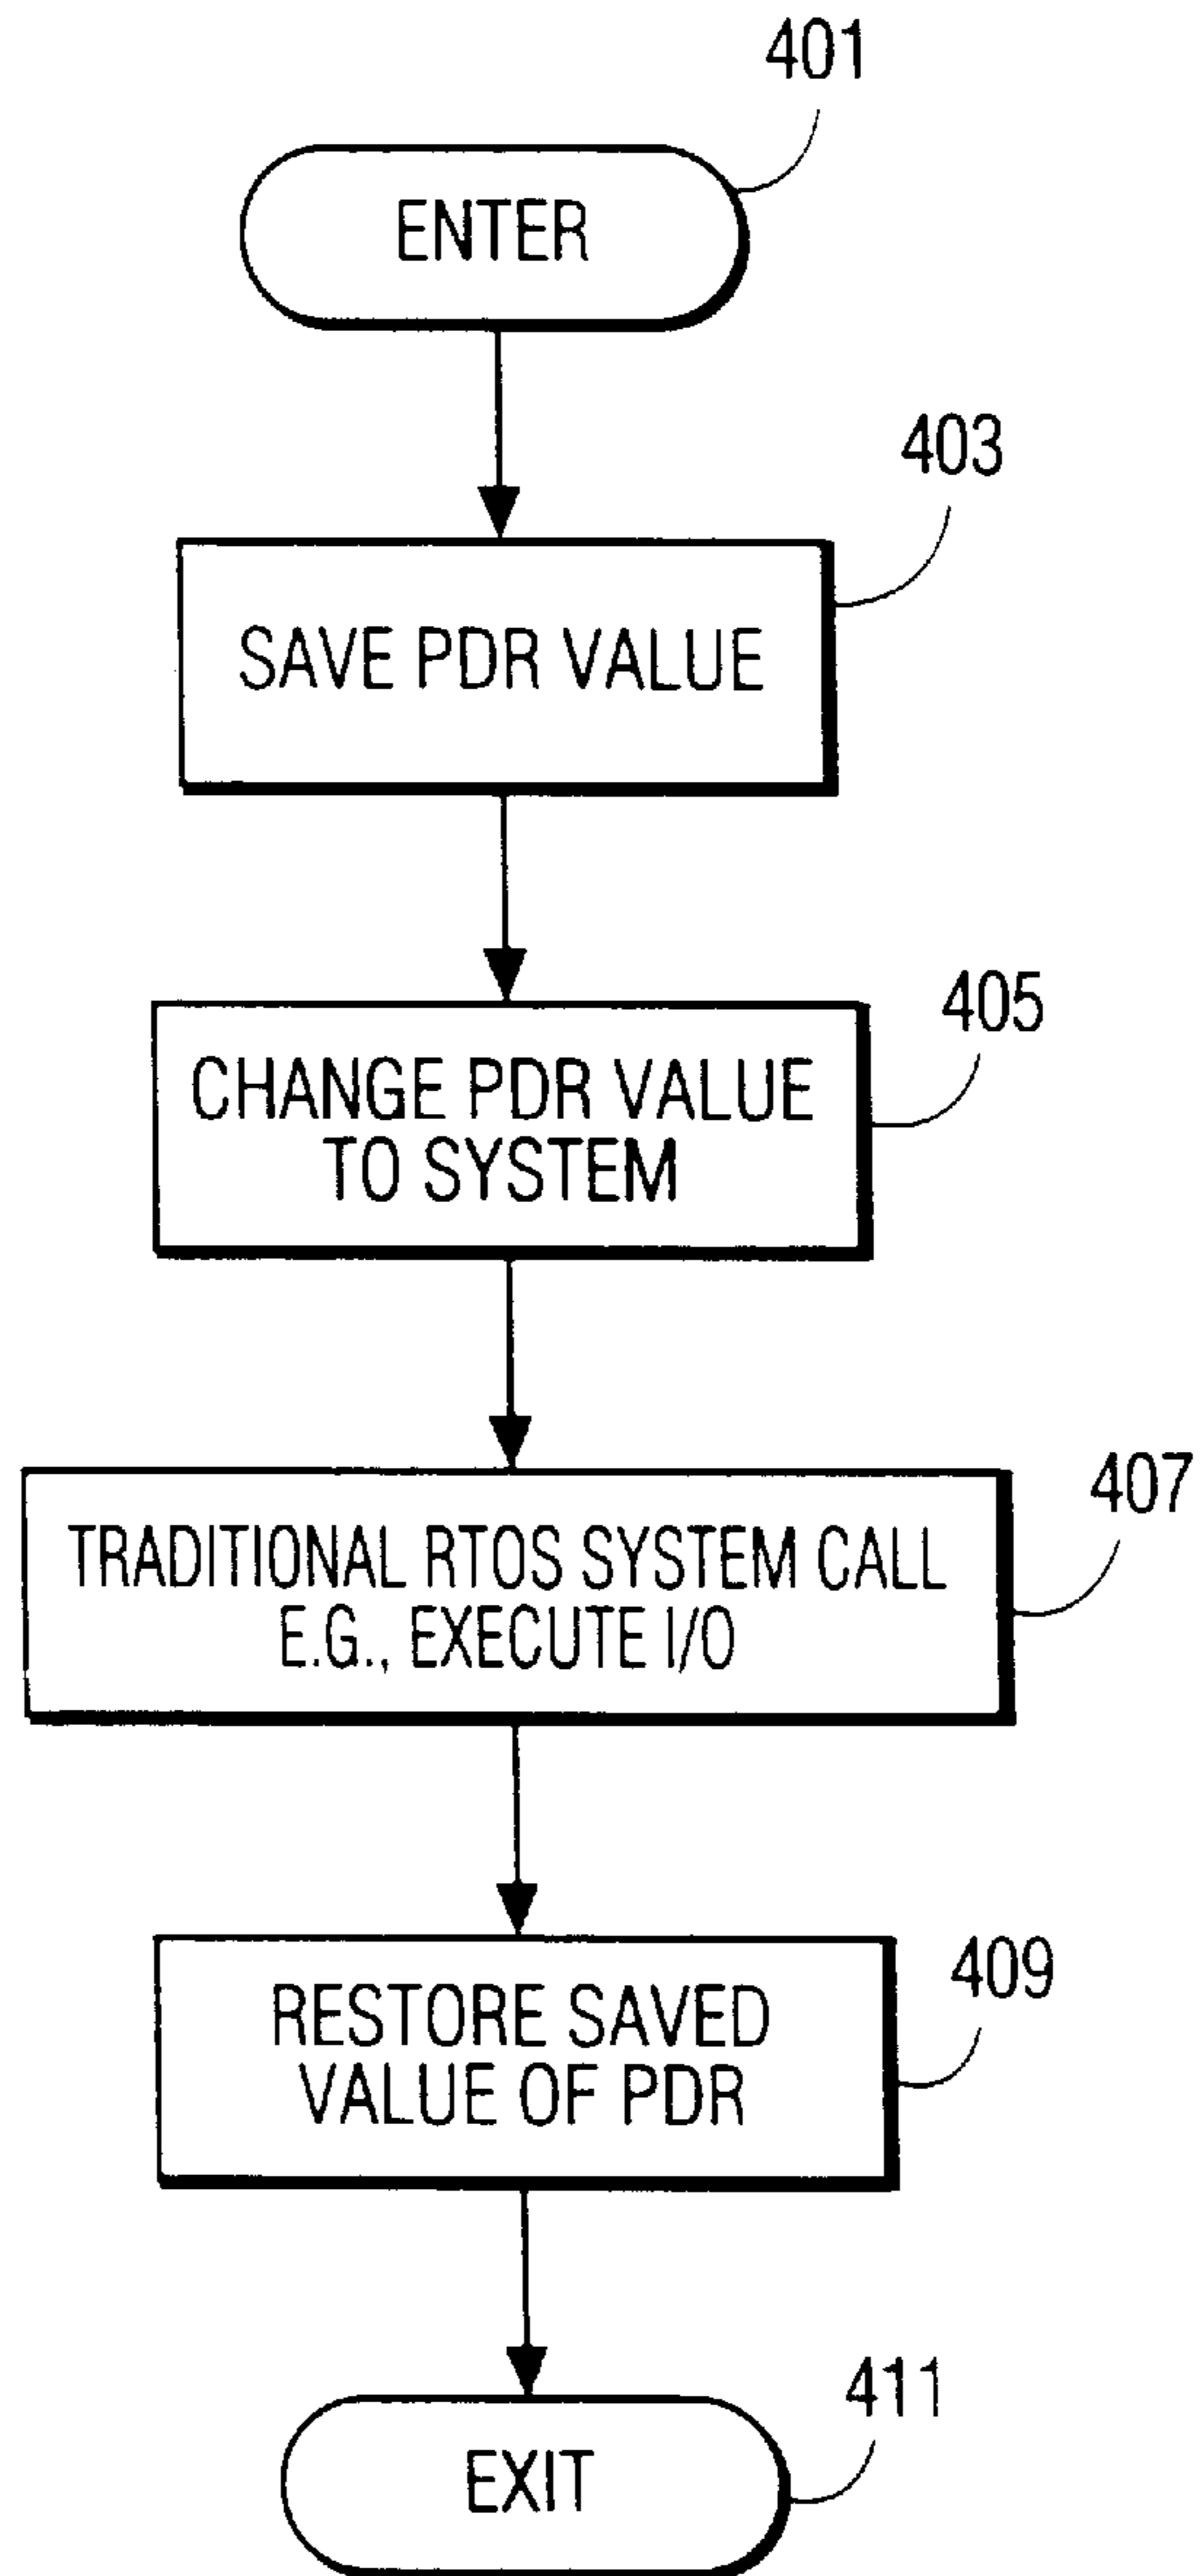 401
ENTER
403
SAVE PDR VALUE
405
CHANGE PDR VALUE
TO SYSTEM
407
TRADITIONAL RTOS SYSTEM CALL
E.G., EXECUTE I/O
409
RESTORE SAVED
VALUE OF PDR
411
EXIT